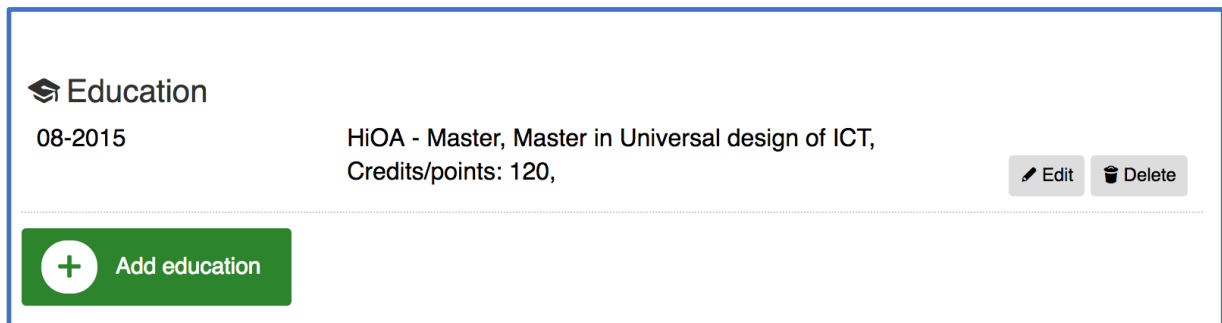 Education
08-2015
HiOA - Master, Master in Universal design of ICT,
Credits/points: 120,
Edit
Delete
Add education